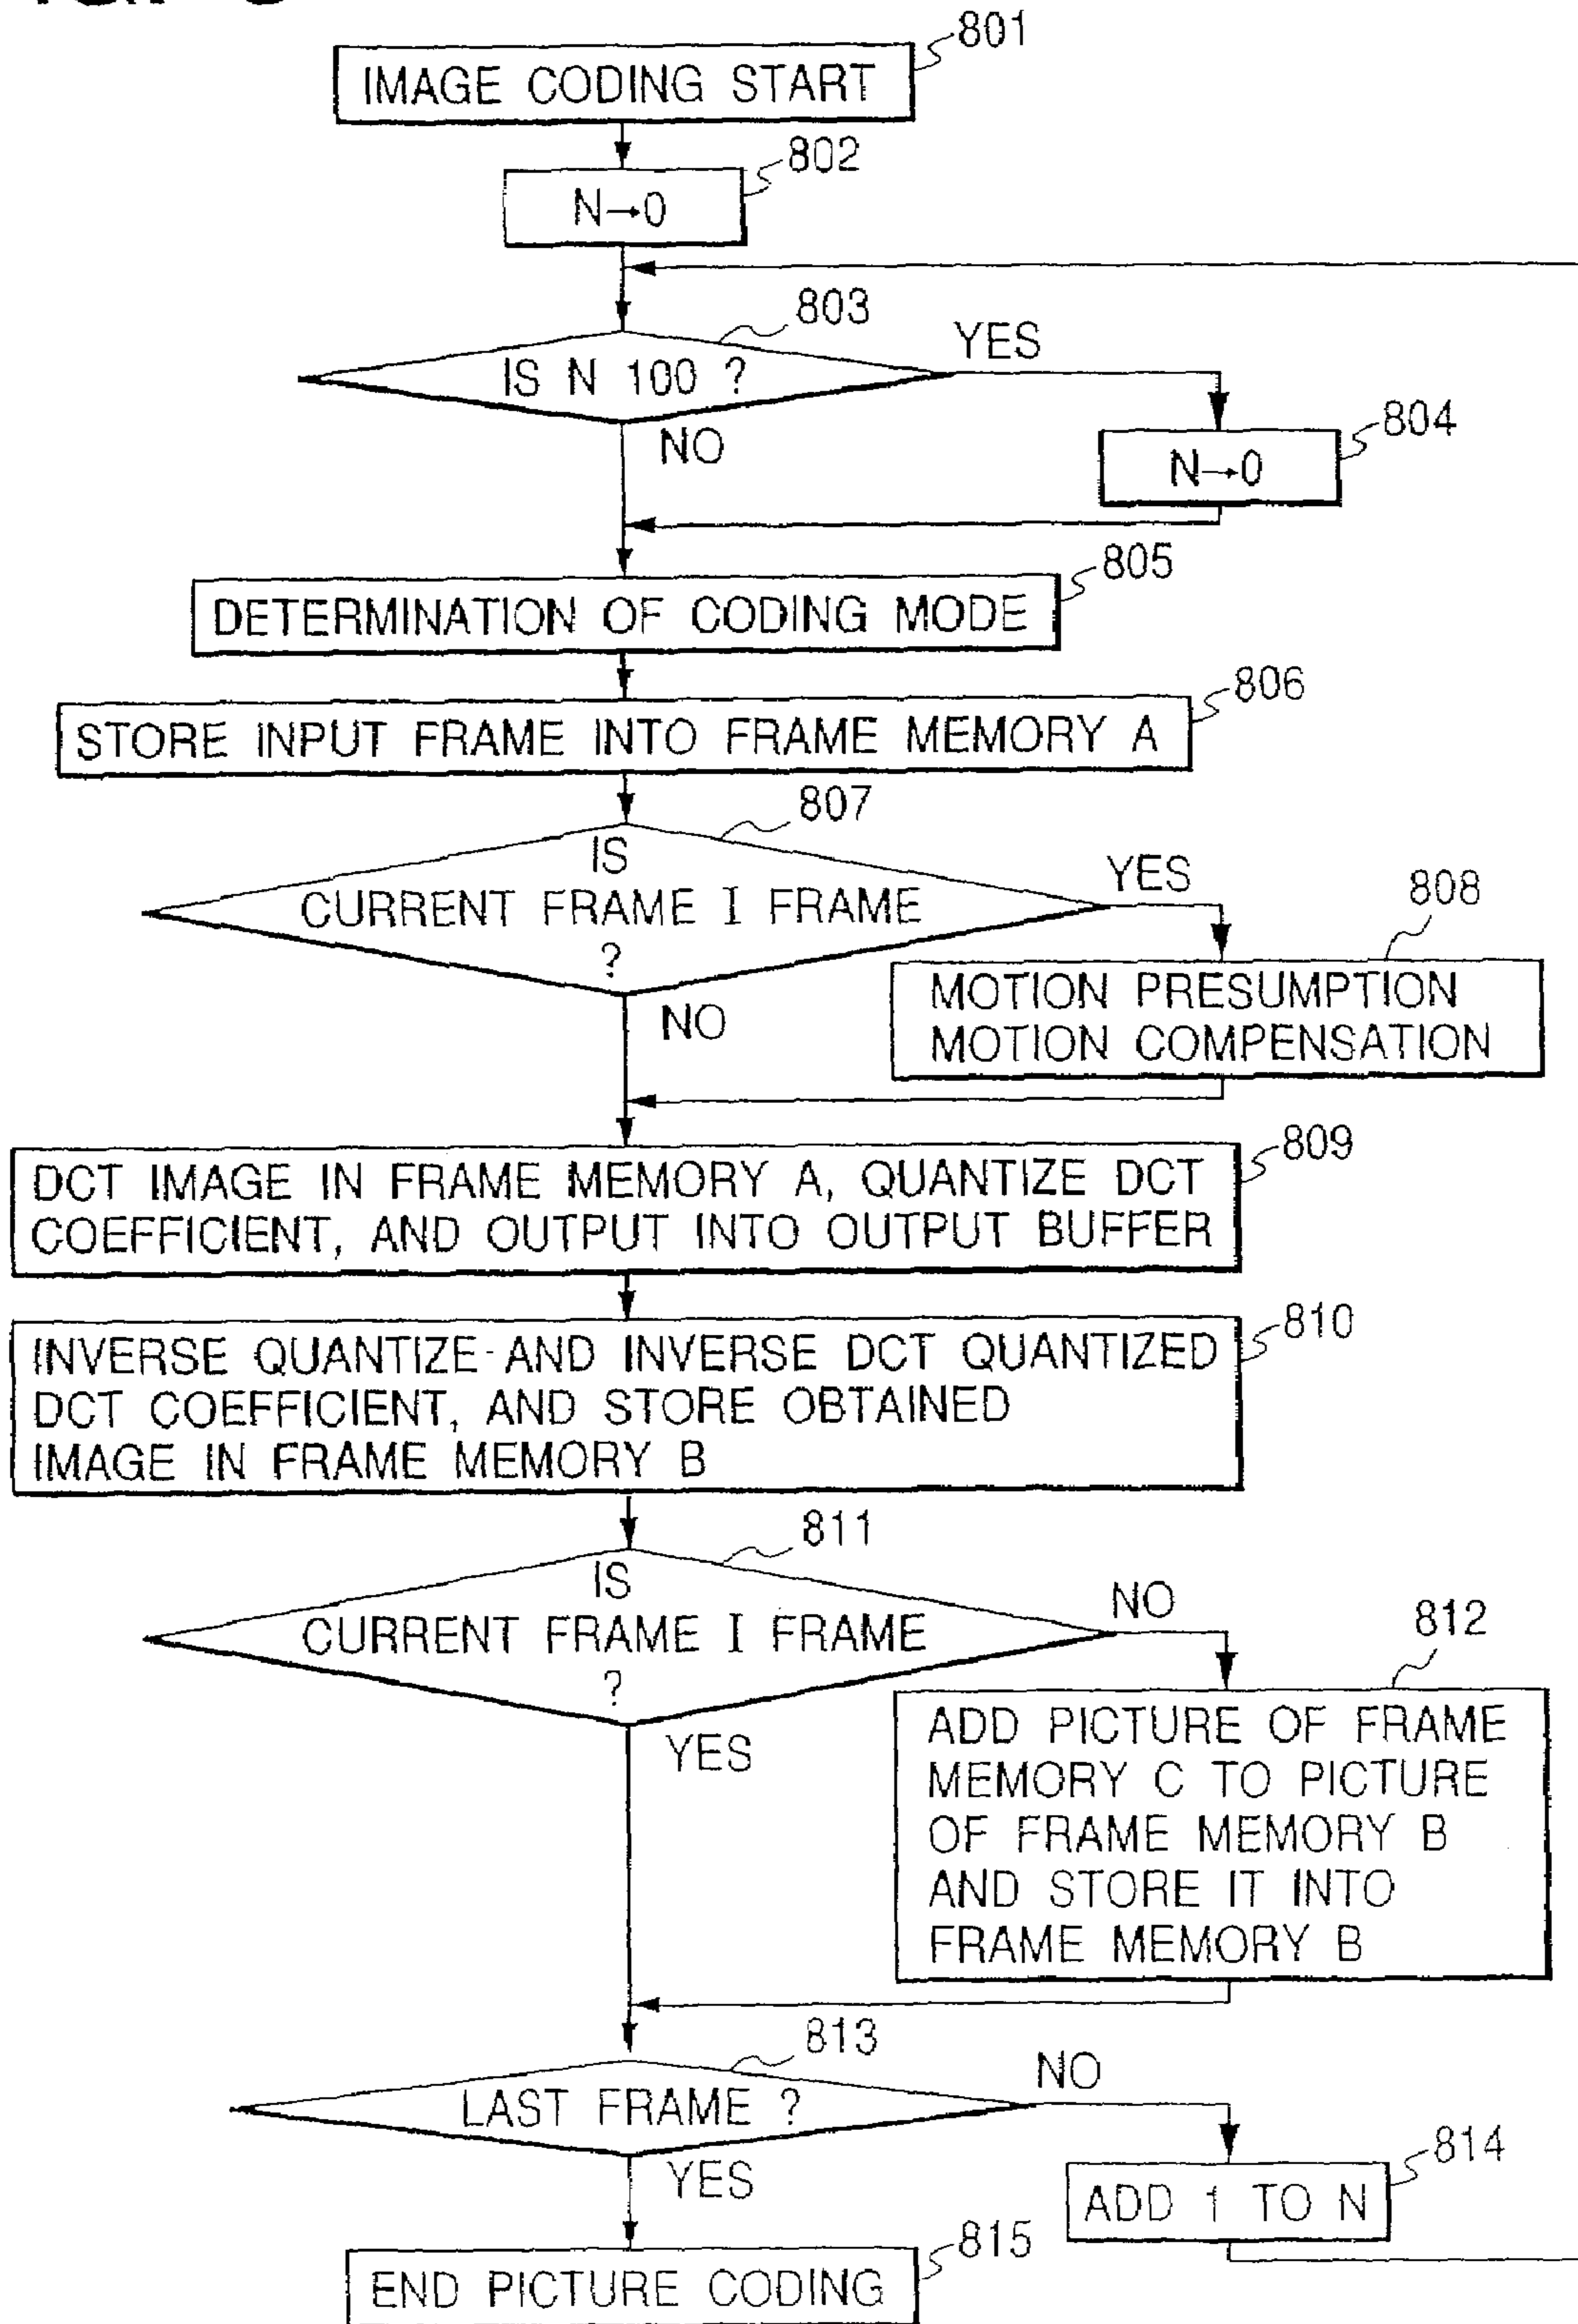 801
IMAGE CODING START
802
N→0
803
IS N 100 ?
YES
NO
804
N→0
805
DETERMINATION OF CODING MODE
806
STORE INPUT FRAME INTO FRAME MEMORY A
807
IS
CURRENT FRAME I FRAME
?
YES
NO
808
MOTION PRESUMPTION
MOTION COMPENSATION
809
DCT IMAGE IN FRAME MEMORY A, QUANTIZE DCT
COEFFICIENT, AND OUTPUT INTO OUTPUT BUFFER
810
INVERSE QUANTIZE-AND INVERSE DCT QUANTIZED
DCT COEFFICIENT, AND STORE OBTAINED
IMAGE IN FRAME MEMORY B
811
IS
CURRENT FRAME I FRAME
?
NO
YES
812
ADD PICTURE OF FRAME
MEMORY C TO PICTURE
OF FRAME MEMORY B
AND STORE IT INTO
FRAME MEMORY B
813
LAST FRAME ?
NO
YES
814
ADD 1 TO N
815
END PICTURE CODING